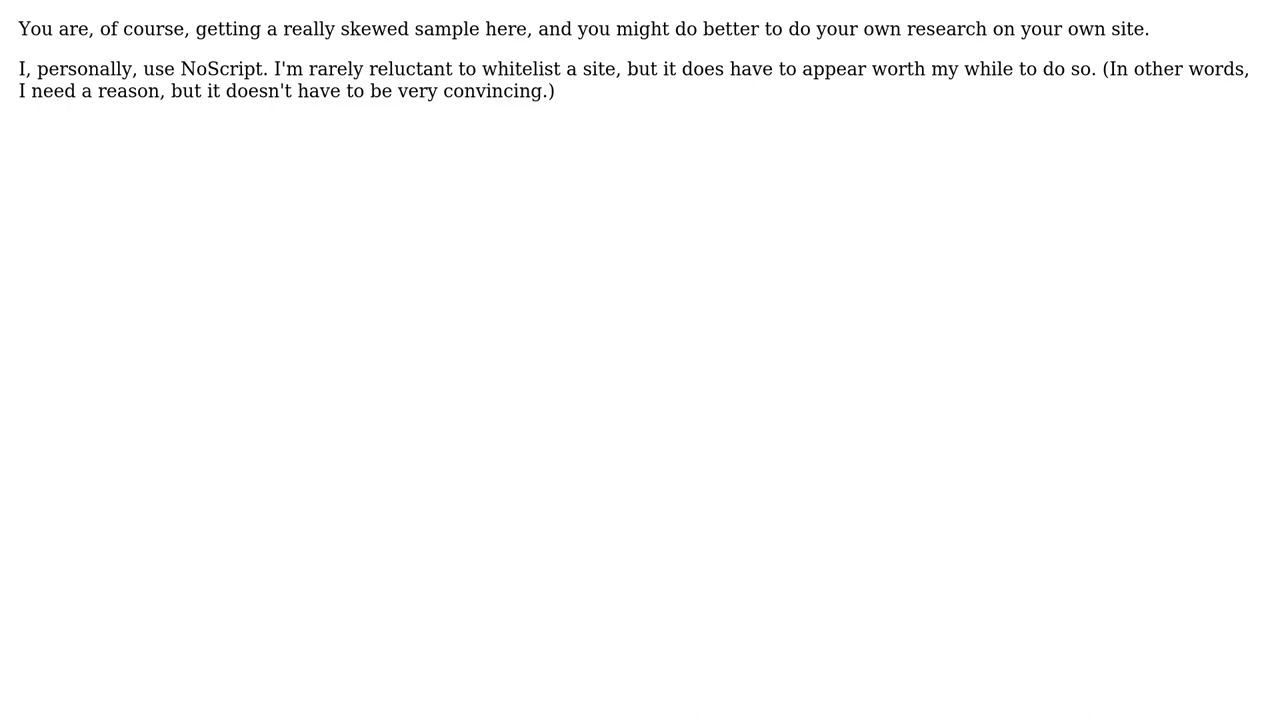 You are, of course, getting a really skewed sample here, and you might do better to do your own research on your own site.
I, personally, use NoScript. I'm rarely reluctant to whitelist a site, but it does have to appear worth my while to do so. (In other words,
I need a reason, but it doesn't have to be very convincing.)